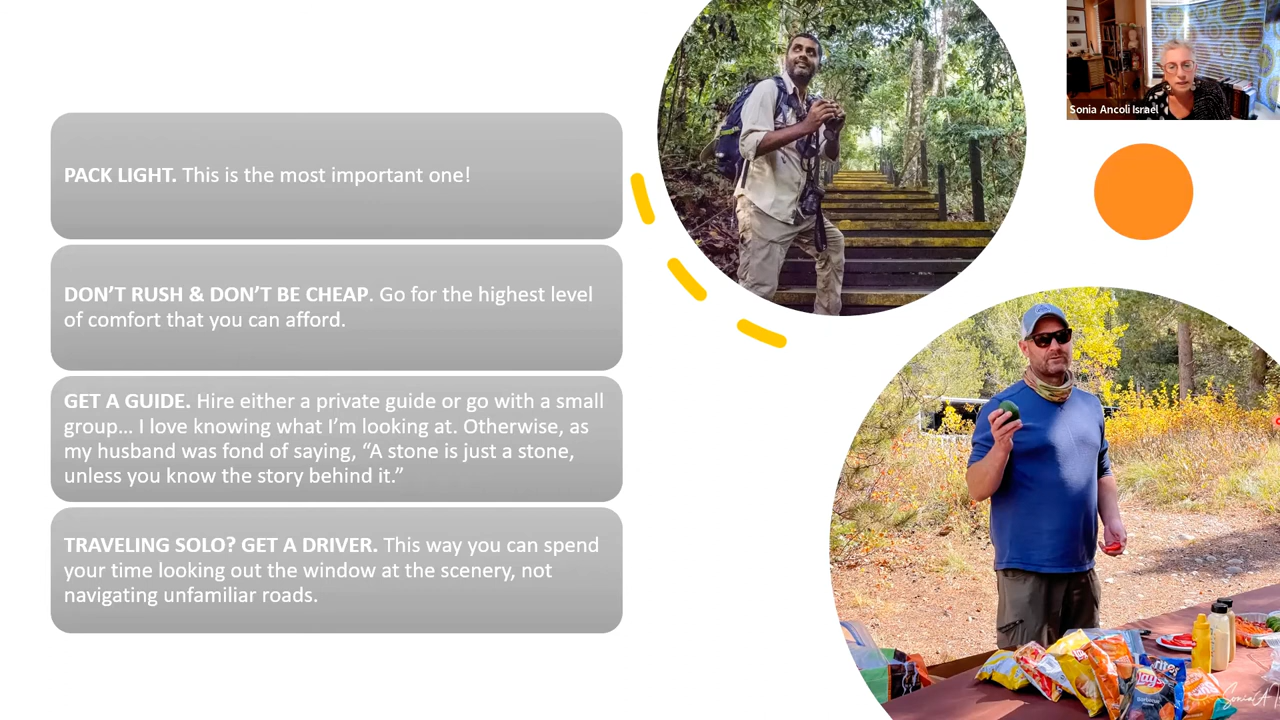 Sonia Ancoli Israel
PACK LIGHT. This is the most important one!
DON’T RUSH & DON’T BE CHEAP. Go for the highest level
of comfort that you can afford.
GET A GUIDE. Hire either a private guide or go with a small
group... I love knowing what I’m looking at. Otherwise, as
my husband was fond of saying, “A stone is just a stone,
unless you know the story behind it.”
TRAVELING SOLO? GET A DRIVER. This way you can spend
your time looking out the window at the scenery, not
navigating unfamiliar roads.
Lay's